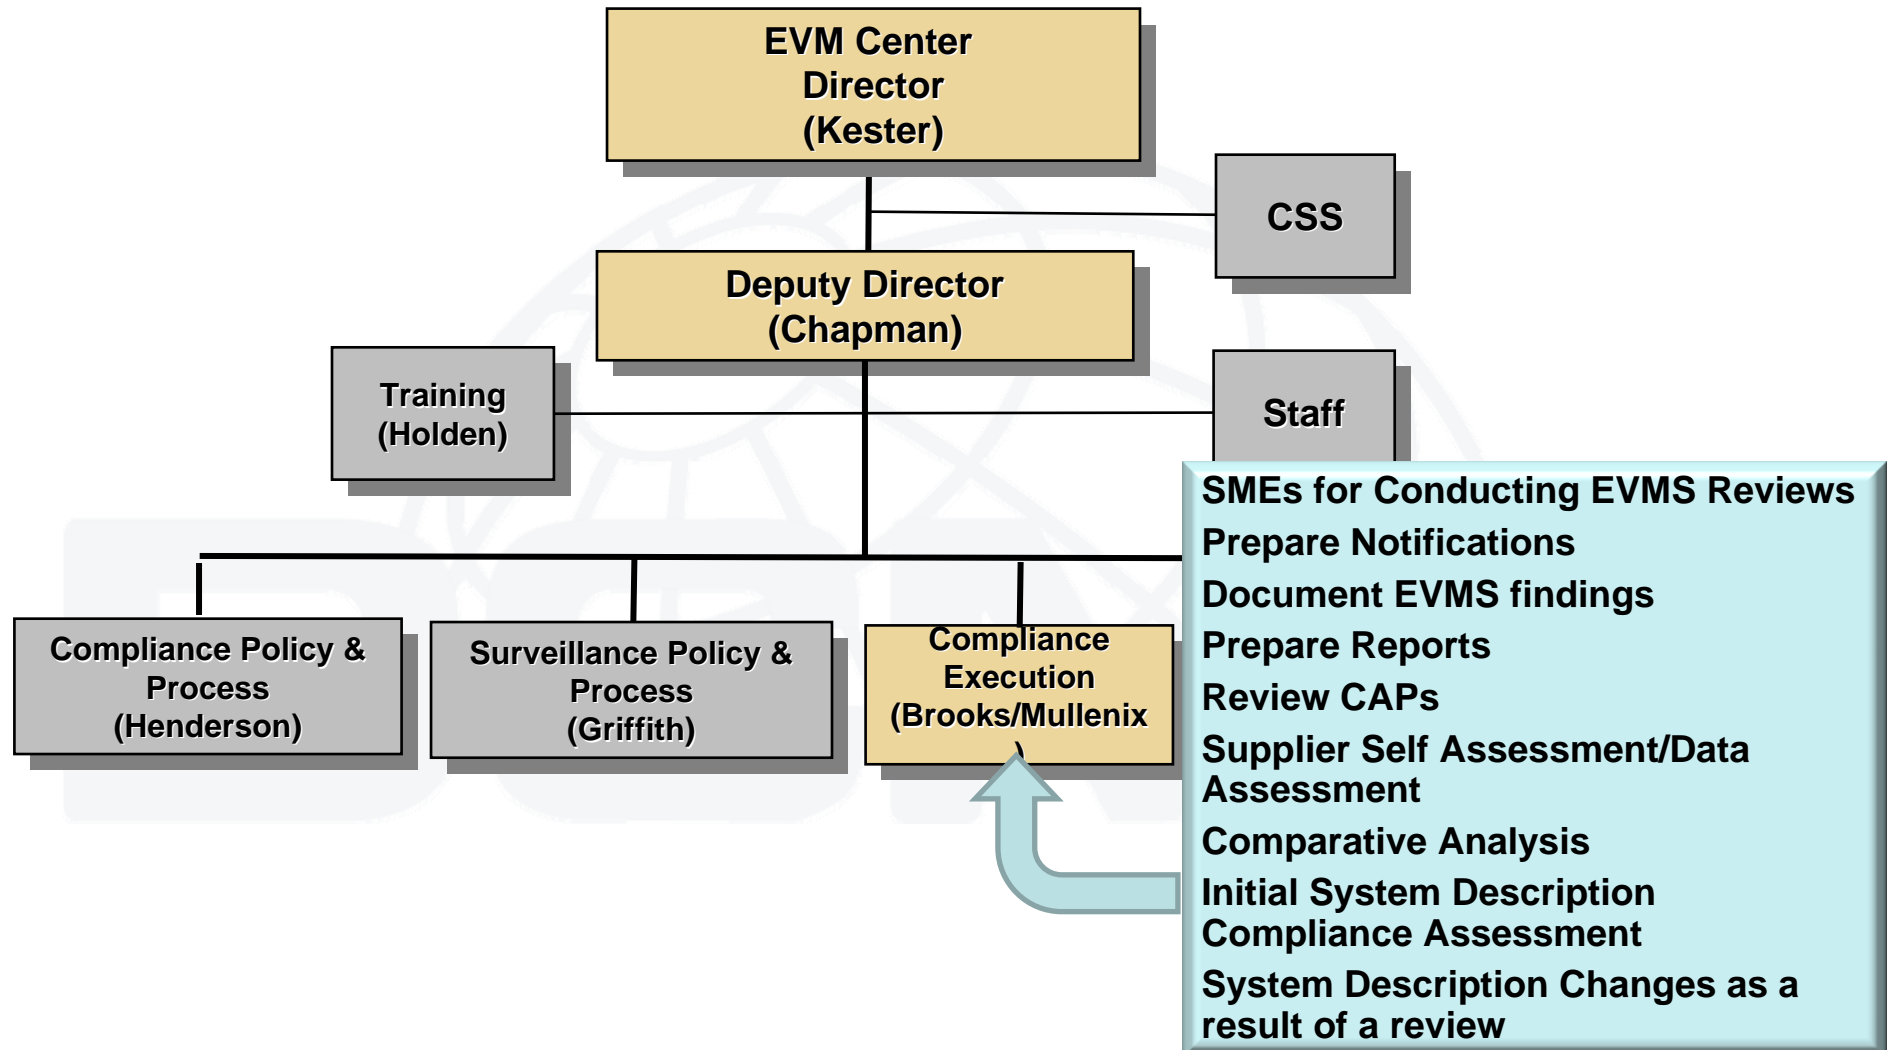 EVM Center
Director
(Kester)
CSS
Deputy Director
(Chapman)
Training
(Holden)
Staff
SMEs for Conducting EVMS Reviews
Prepare Notifications
Document EVMS findings
Prepare Reports
Review CAPs
Supplier Self Assessment/Data
Assessment
Comparative Analysis
Initial System Description
Compliance Assessment
System Description Changes as a
result of a review
Compliance Policy &
Process
(Henderson)
Surveillance Policy &
Process
(Griffith)
Compliance
Execution
(Brooks/Mullenix
)